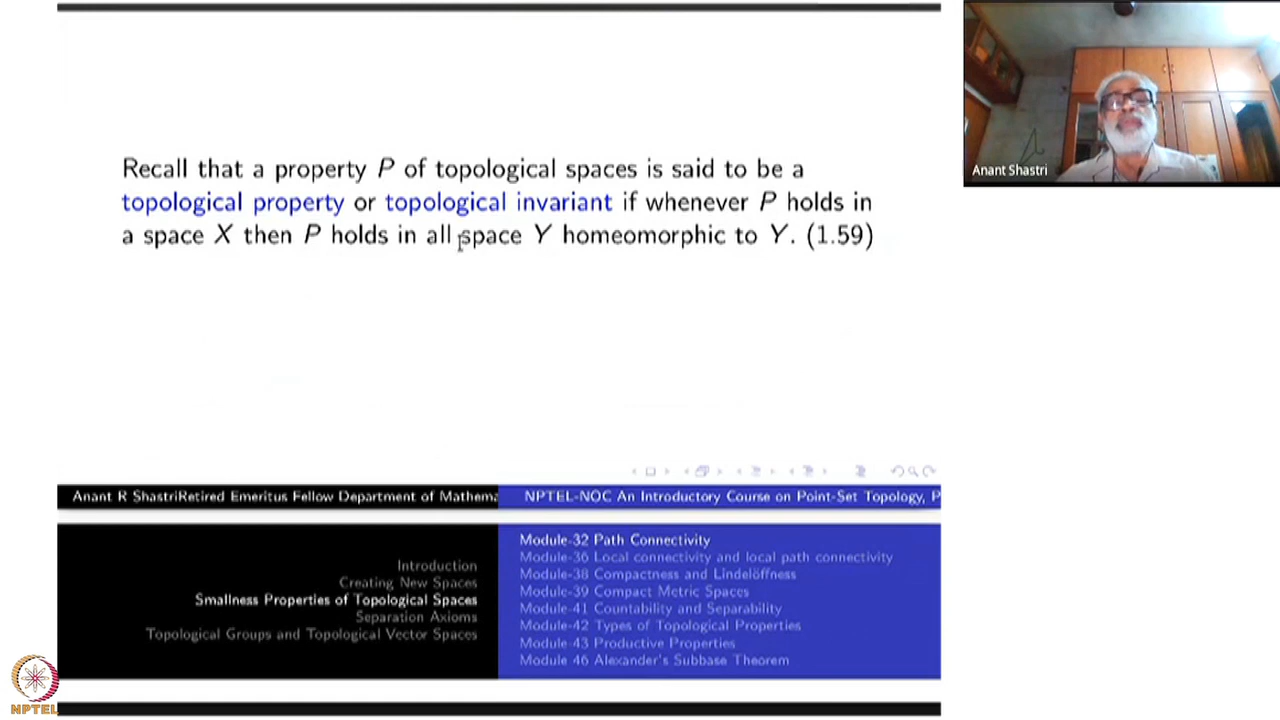 Recall that a property P of topological spaces is said to be a
topological property or topological invariant if whenever P holds in
a space X then P holds in all space Y homeomorphic to Y. (1.59)
Anant Shastri
Anant R ShastriRetired Emeritus Fellow Department of Mathema
NPTEL-NOC An Introductory Course on Point-Set Topology, P
Introduction
Creating New Spaces
Smallness Properties of Topological Spaces
Separation Axioms
Topological Groups and Topological Vector Spaces
Module-32 Path Connectivity
Module-36 Local connectivity and local path connectivity
Module-38 Compactness and Lindelöffness
Module-39 Compact Metric Spaces
Module-41 Countability and Separability
Module-42 Types of Topological Properties
Module-43 Productive Properties
Module 46 Alexander's Subbase Theorem
NPTEL